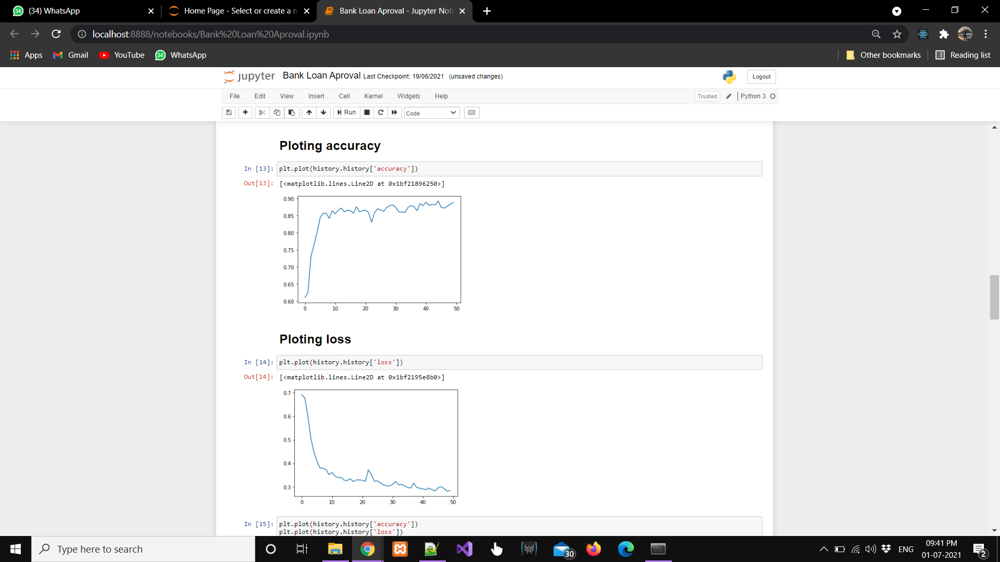 34 (34) WhatsApp
Home Page - Select or create a n
Bank Loan Aproval - Jupyter Note
localhost:8888/notebooks/Bank%20Loan%20Aproval.ipynb
Apps Gmail YouTube 34 WhatsApp Other bookmarks Reading list
jupyter Bank Loan Aproval Last Checkpoint: 19/06/2021 (unsaved changes) Logout
File Edit View Insert Cell Kernel Widgets Help Trusted Python 3
Run Code
Ploting accuracy
In [13]: plt.plot(history.history['accuracy'])
Out[13]: [<matplotlib.lines.Line2D at 0x1bf21896250>]
0.90
0.85
0.80
0.75
0.70
0.65
0.60
0 10 20 30 40 50
Ploting loss
In [14]: plt.plot(history.history['loss'])
Out[14]: [<matplotlib.lines.Line2D at 0x1bf2195e8b0>]
0.7
0.6
0.5
0.4
0.3
0 10 20 30 40 50
In [15]: plt.plot(history.history['accuracy'])
plt.plot(history.history['loss'])
Type here to search
30
ENG
09:41 PM
01-07-2021
2